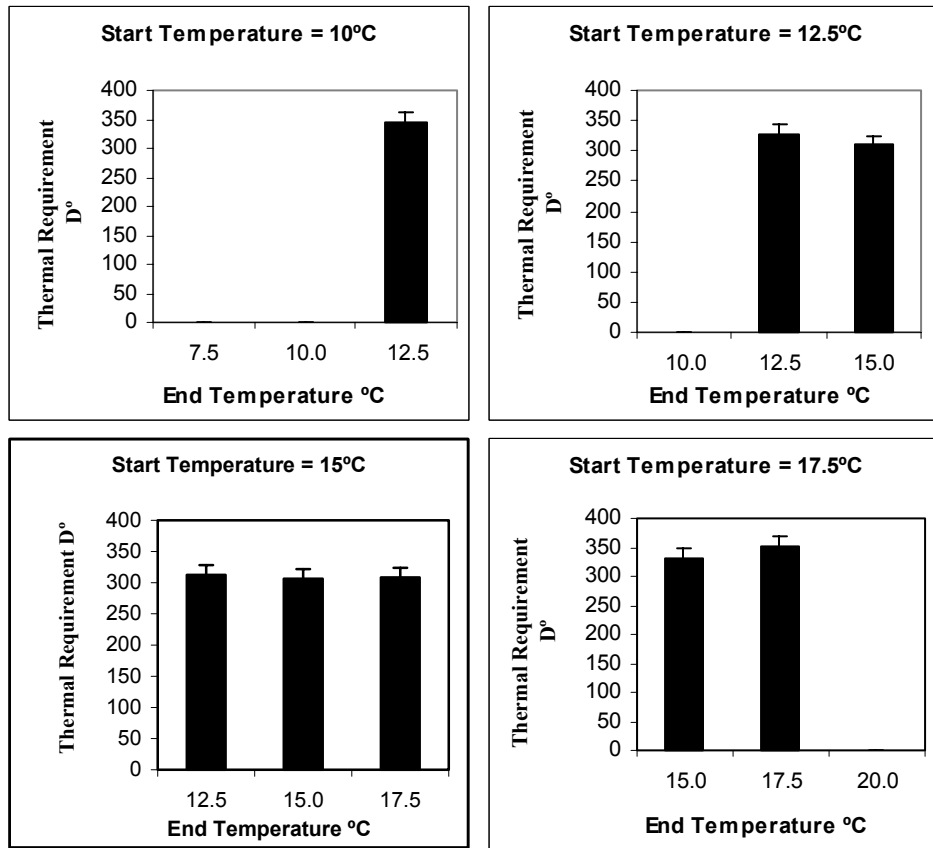 Start Temperature = 10ºC
Thermal Requirement
Dº
400
350
300
250
200
150
100
50
0
7.5 10.0 12.5
End Temperature ºC
Start Temperature = 12.5ºC
Thermal Requirement
Dº
400
350
300
250
200
150
100
50
0
10.0 12.5 15.0
End Temperature ºC
Start Temperature = 15ºC
Thermal Requirement Dº
400
350
300
250
200
150
100
50
0
12.5 15.0 17.5
End Temperature ºC
Start Temperature = 17.5ºC
Thermal Requirement
Dº
400
350
300
250
200
150
100
50
0
15.0 17.5 20.0
End Temperature ºC